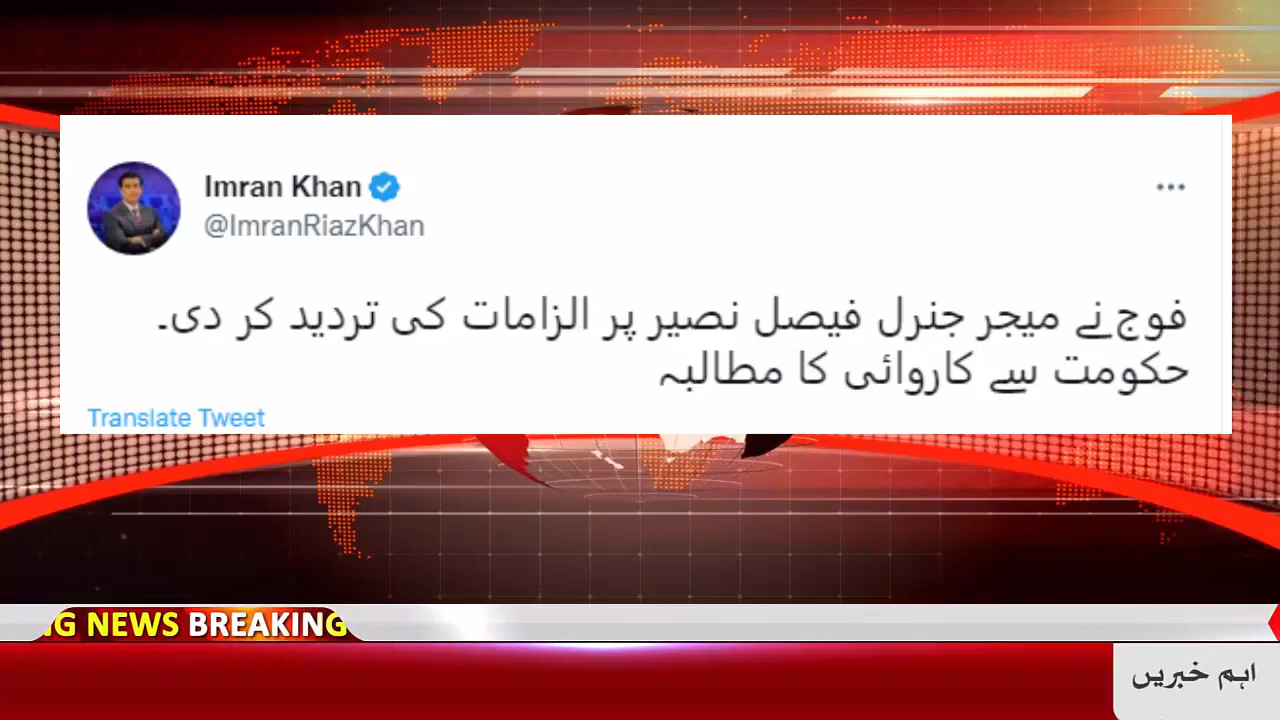 Imran Khan
@ImranRiazKhan
فوج نے میجر جنرل فیصل نصیر پر الزامات کی تردید کر دی۔
حکومت سے کاروائی کا مطالبہ
Translate Tweet
NG NEWS BREAKING
اہم خبریں